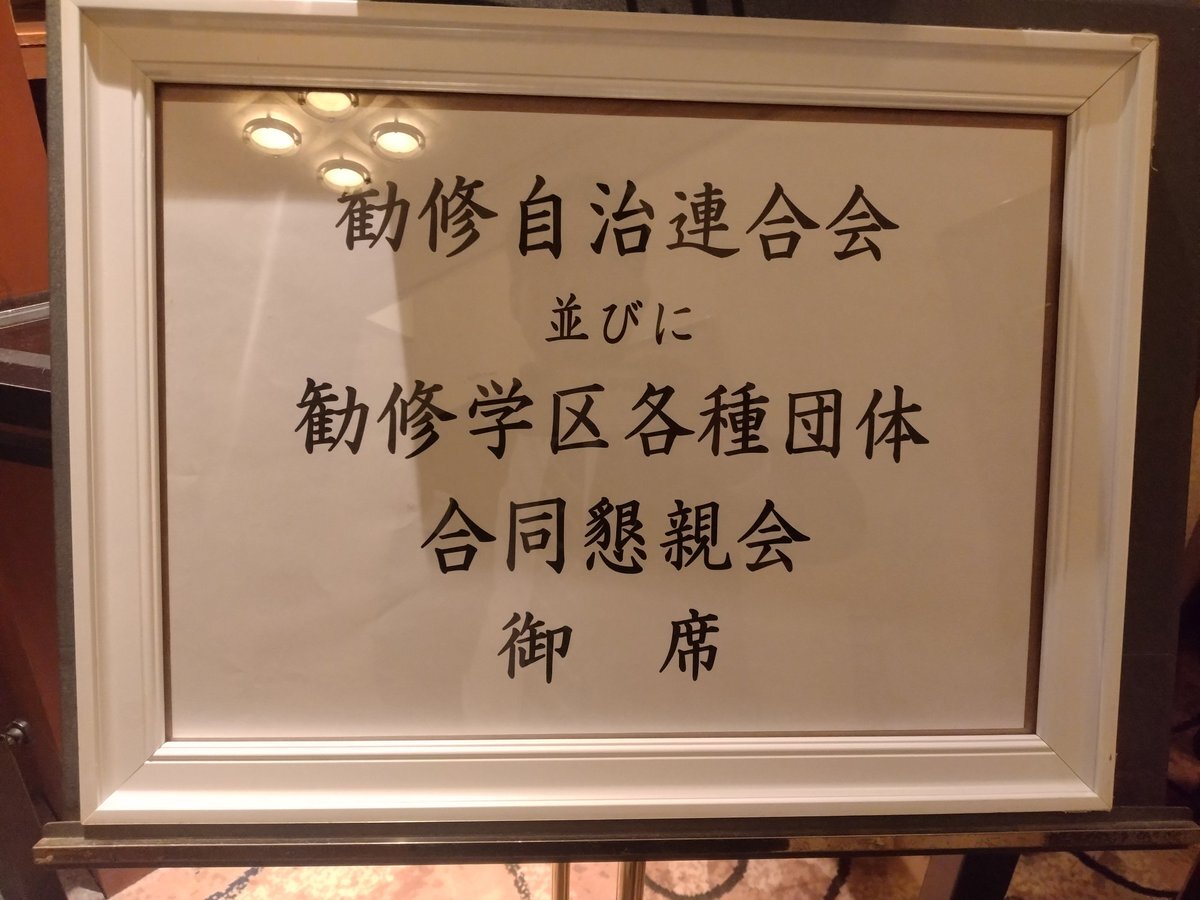 勧修自治連合会
並びに
勧修学区各種団体
合同懇親会
御　席